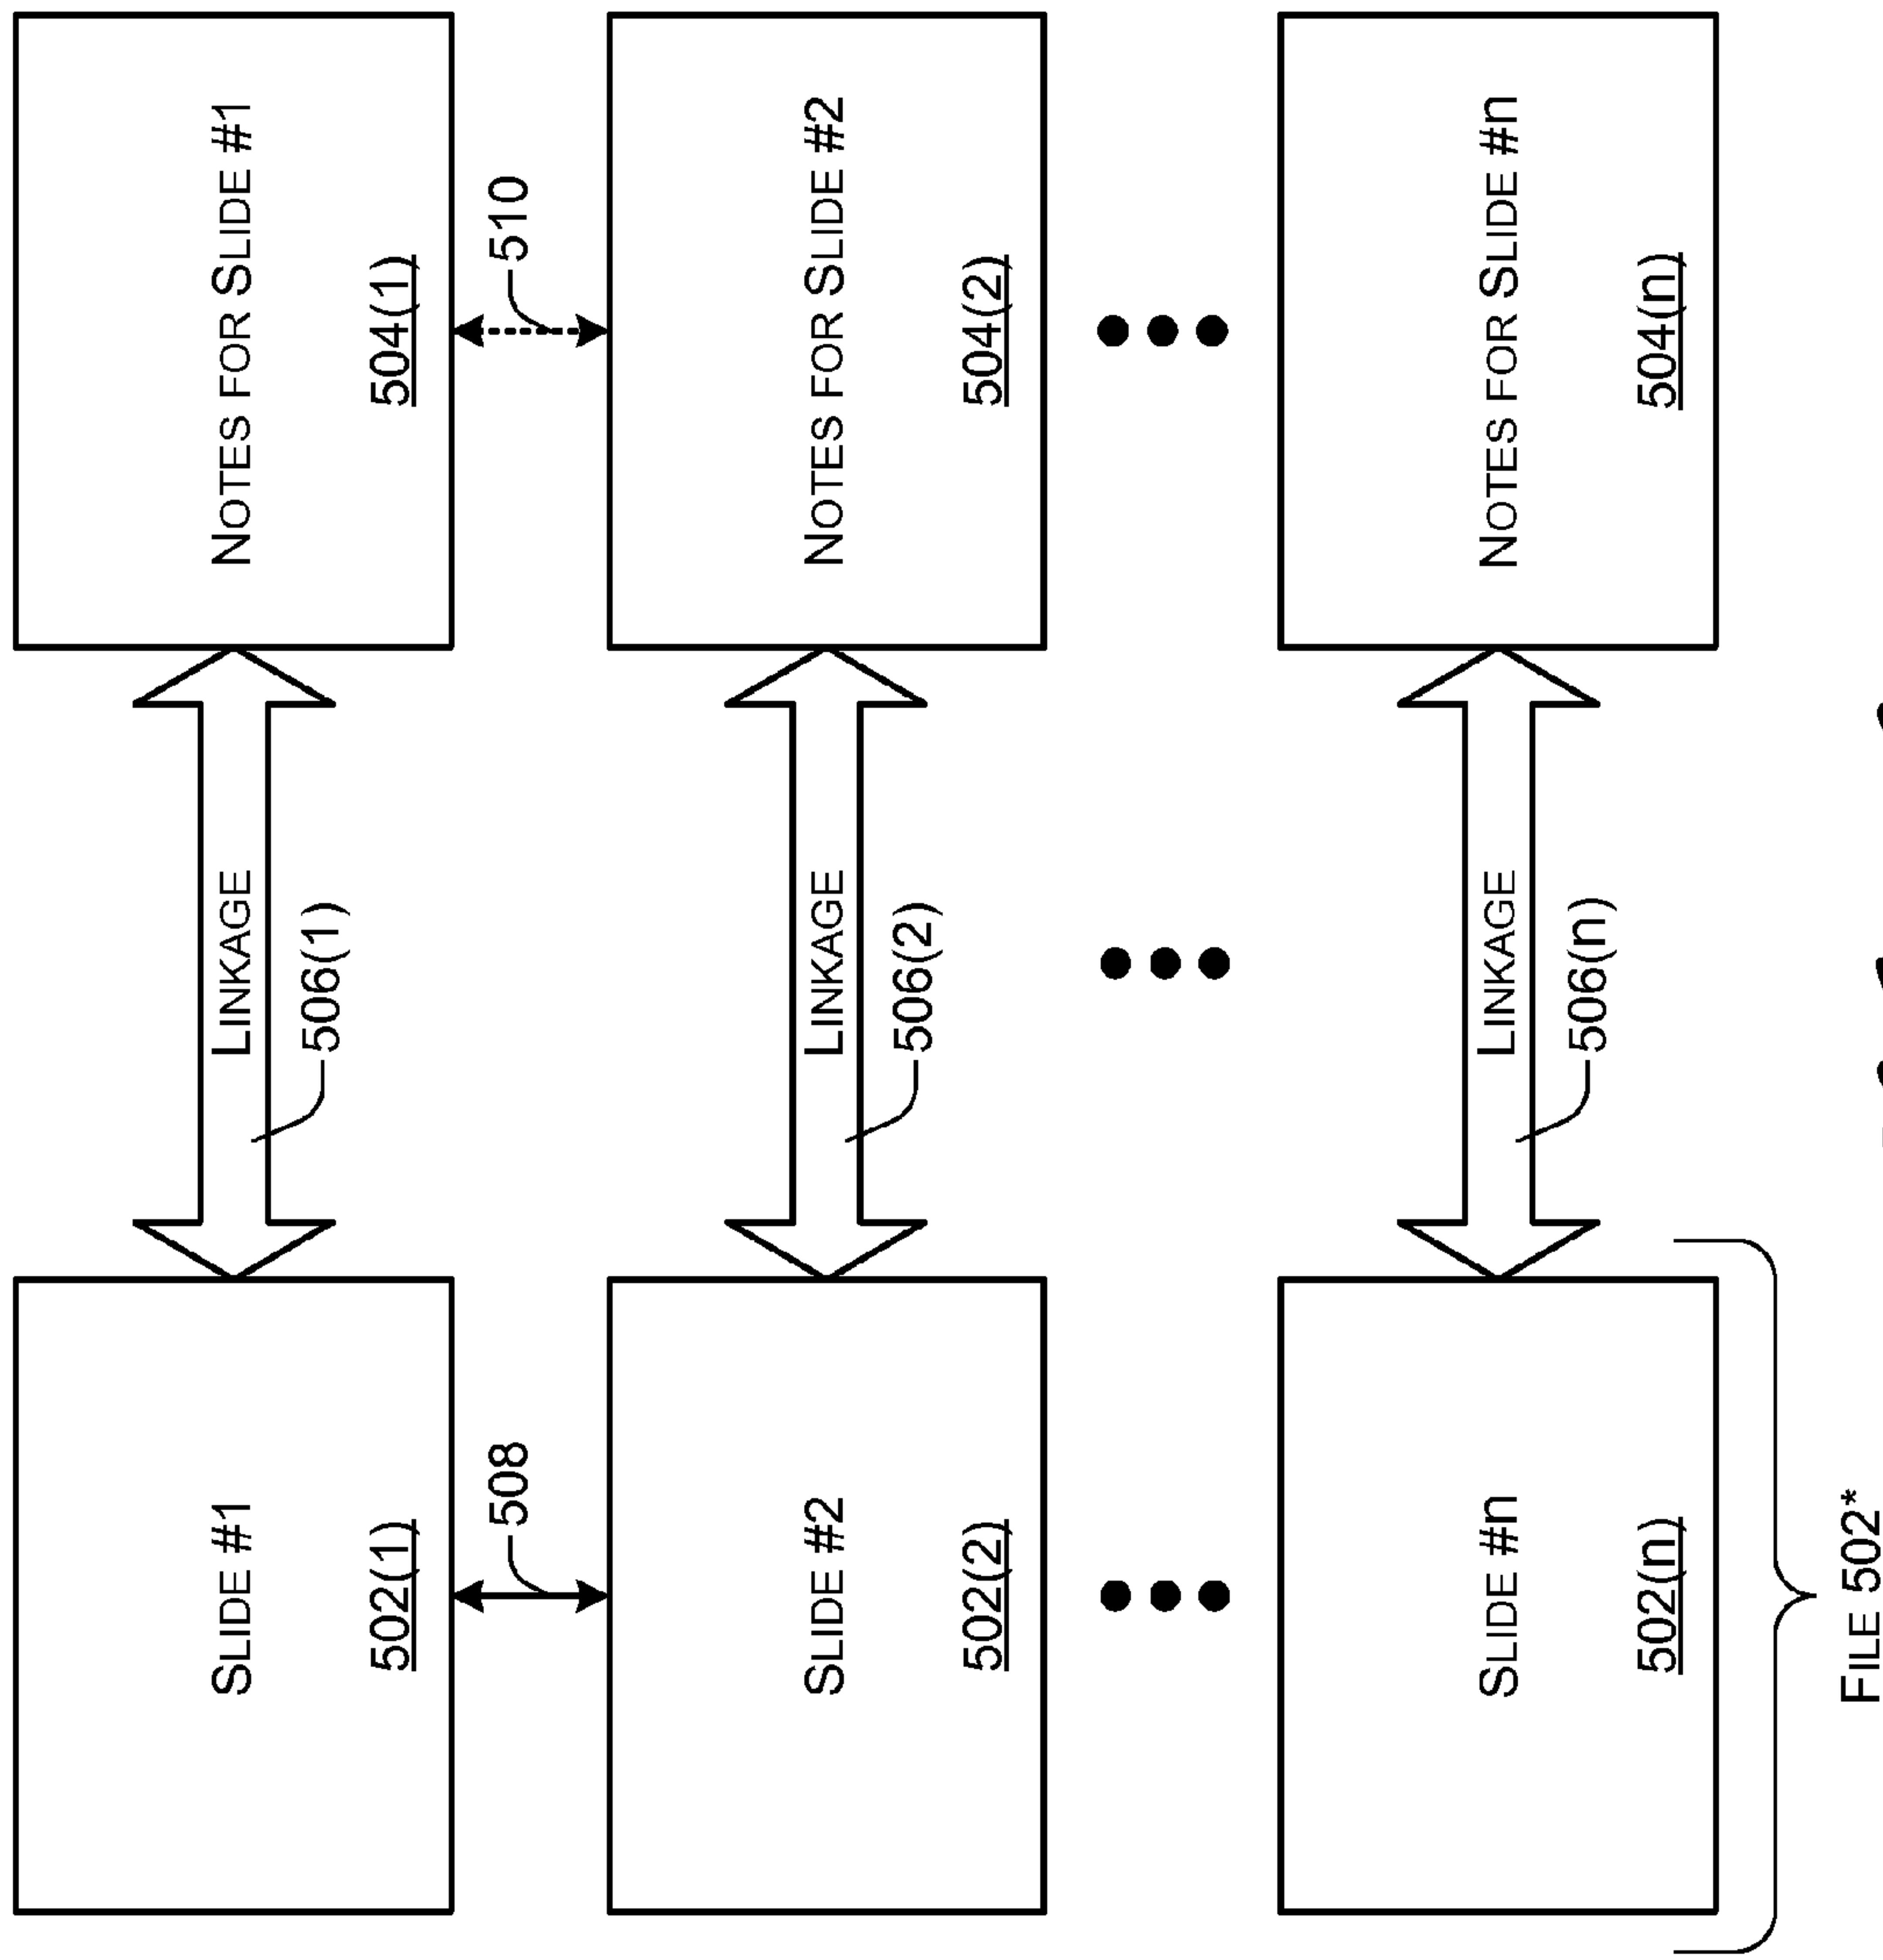 SLIDE #1
502(1)
LINKAGE
506(1)
NOTES FOR SLIDE #1
504(1)
508
510
SLIDE #2
502(2)
LINKAGE
506(2)
NOTES FOR SLIDE #2
504(2)
SLIDE #n
502(n)
LINKAGE
506(n)
NOTES FOR SLIDE #n
504(n)
FILE 502*